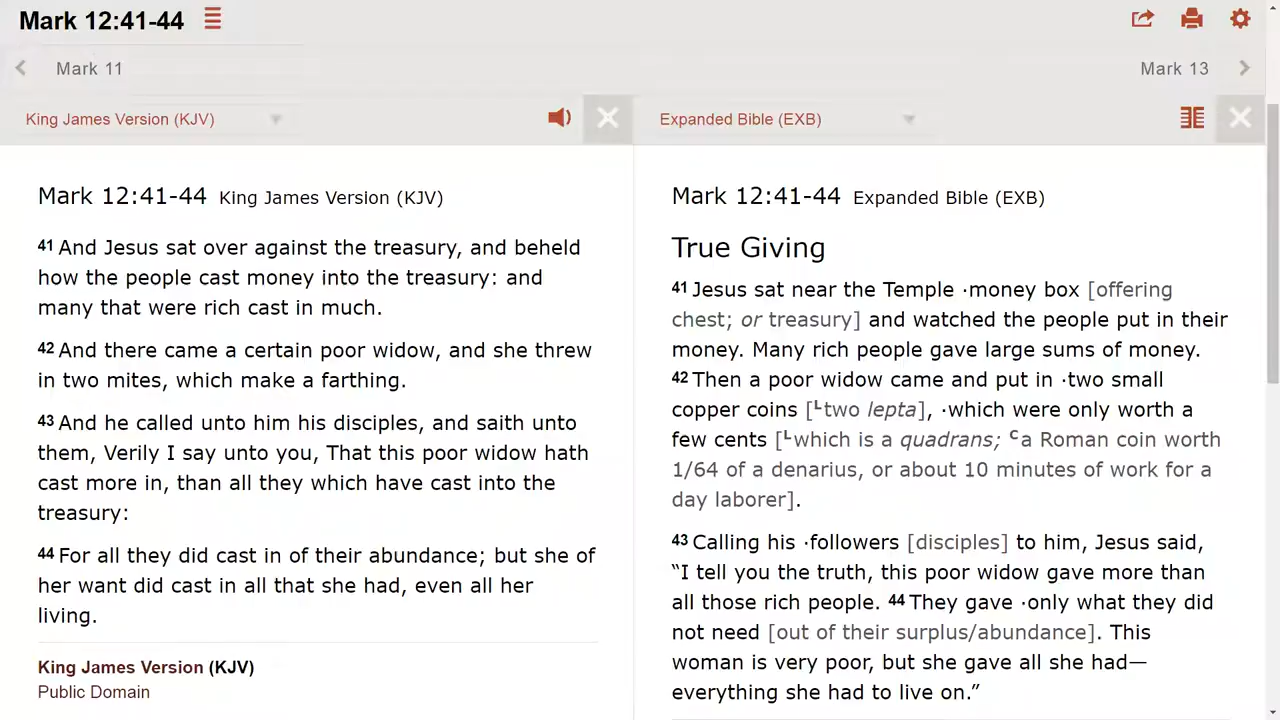 Mark 12:41-44
Mark 11
Mark 13
King James Version (KJV)
Expanded Bible (EXB)
Mark 12:41-44 King James Version (KJV)
41 And Jesus sat over against the treasury, and beheld
how the people cast money into the treasury: and
many that were rich cast in much.
42 And there came a certain poor widow, and she threw
in two mites, which make a farthing.
43 And he called unto him his disciples, and saith unto
them, Verily I say unto you, That this poor widow hath
cast more in, than all they which have cast into the
treasury:
44 For all they did cast in of their abundance; but she of
her want did cast in all that she had, even all her
living.
King James Version (KJV)
Public Domain
Mark 12:41-44 Expanded Bible (EXB)
True Giving
41 Jesus sat near the Temple ·money box [offering
chest; or treasury] and watched the people put in their
money. Many rich people gave large sums of money.
42 Then a poor widow came and put in ·two small
copper coins [Ltwo lepta], ·which were only worth a
few cents [Lwhich is a quadrans; Ca Roman coin worth
1/64 of a denarius, or about 10 minutes of work for a
day laborer].
43 Calling his ·followers [disciples] to him, Jesus said,
“I tell you the truth, this poor widow gave more than
all those rich people. 44 They gave ·only what they did
not need [out of their surplus/abundance]. This
woman is very poor, but she gave all she had—
everything she had to live on.”